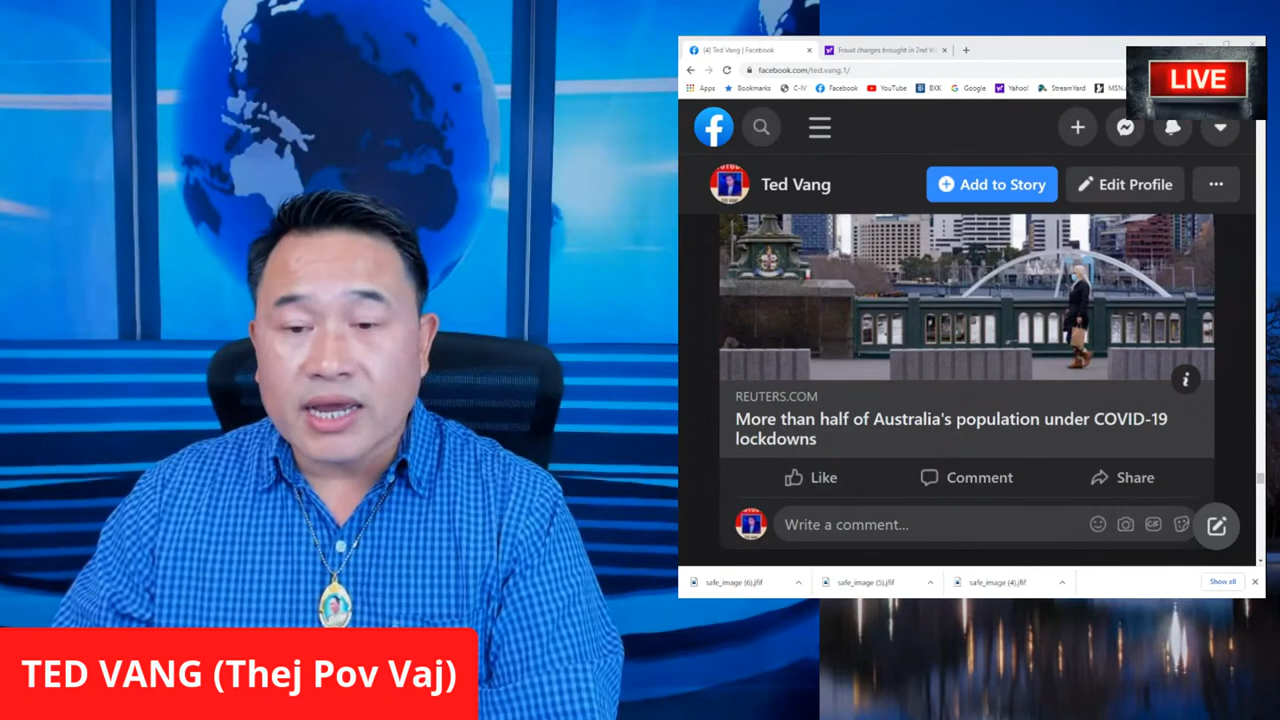 (4) Ted Vang | Facebook
Fraud charges brought in 2nd
facebook.com/ted.vang.1/
Apps Bookmarks C-IV Facebook YouTube BKK Google Yahoo! StreamYard
LIVE
Ted Vang
Add to Story
Edit Profile
REUTERS.COM
More than half of Australia's population under COVID-19
lockdowns
Like
Comment
Share
Write a comment...
GIF
safe_image (6).jfif
safe_image (5).jfif
safe_image (4).jfif
Show all
TED VANG (Thej Pov Vaj)